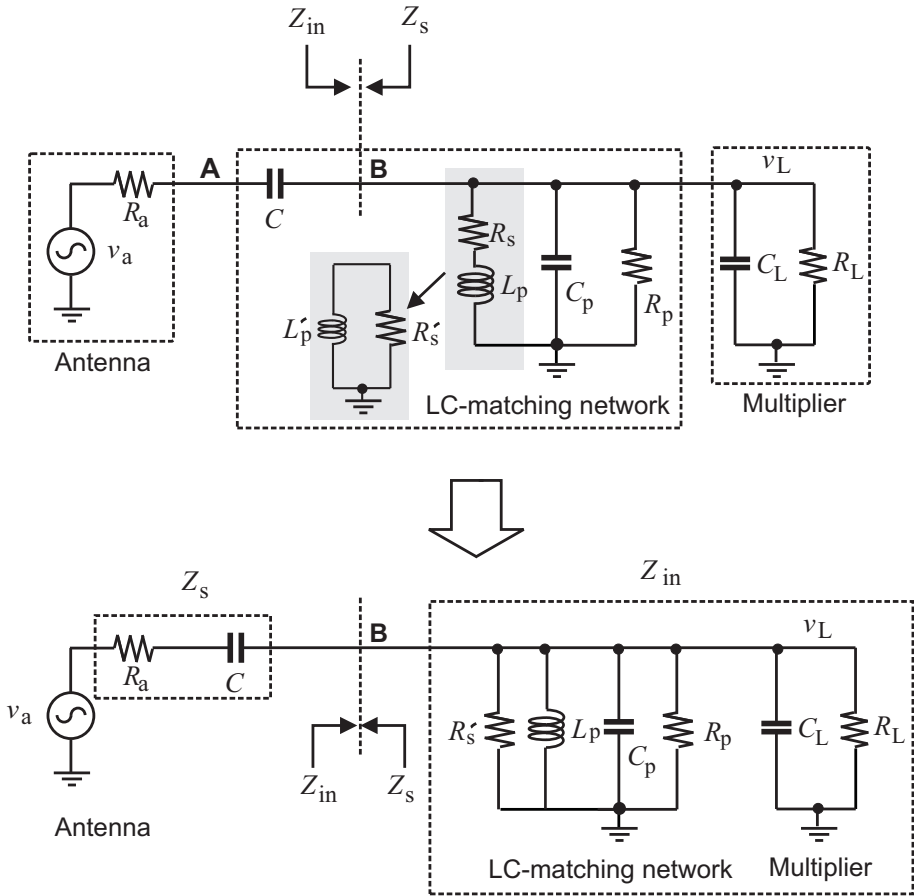 Z_in Z_s
A B v_L
R_a C R_s C_L R_L
v_a L_p C_p R_p
L´_p R´_s
Antenna LC-matching network Multiplier
Z_s Z_in
B v_L
R_a C
v_a R´_s L_p C_p R_p C_L R_L
Z_in Z_s
Antenna
LC-matching network Multiplier